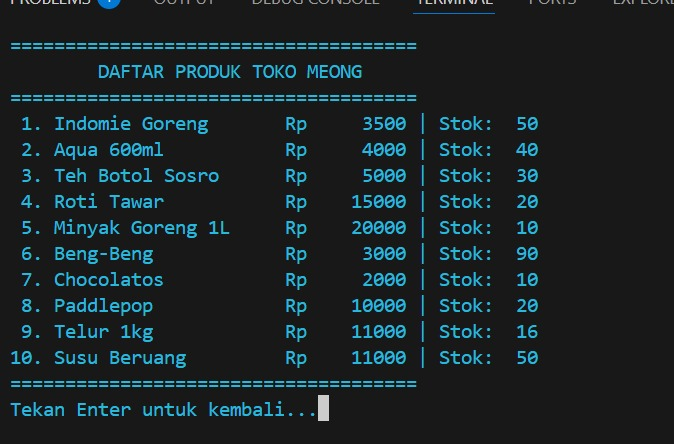 PROBLEMS OUTPUT DEBUG CONSOLE TERMINAL PORTS
=====================================
DAFTAR PRODUK TOKO MEONG
=====================================
1. Indomie Goreng Rp 3500 | Stok: 50
2. Aqua 600ml Rp 4000 | Stok: 40
3. Teh Botol Sosro Rp 5000 | Stok: 30
4. Roti Tawar Rp 15000 | Stok: 20
5. Minyak Goreng 1L Rp 20000 | Stok: 10
6. Beng-Beng Rp 3000 | Stok: 90
7. Chocolatos Rp 2000 | Stok: 10
8. Paddlepop Rp 10000 | Stok: 20
9. Telur 1kg Rp 11000 | Stok: 16
10. Susu Beruang Rp 11000 | Stok: 50
=====================================
Tekan Enter untuk kembali...